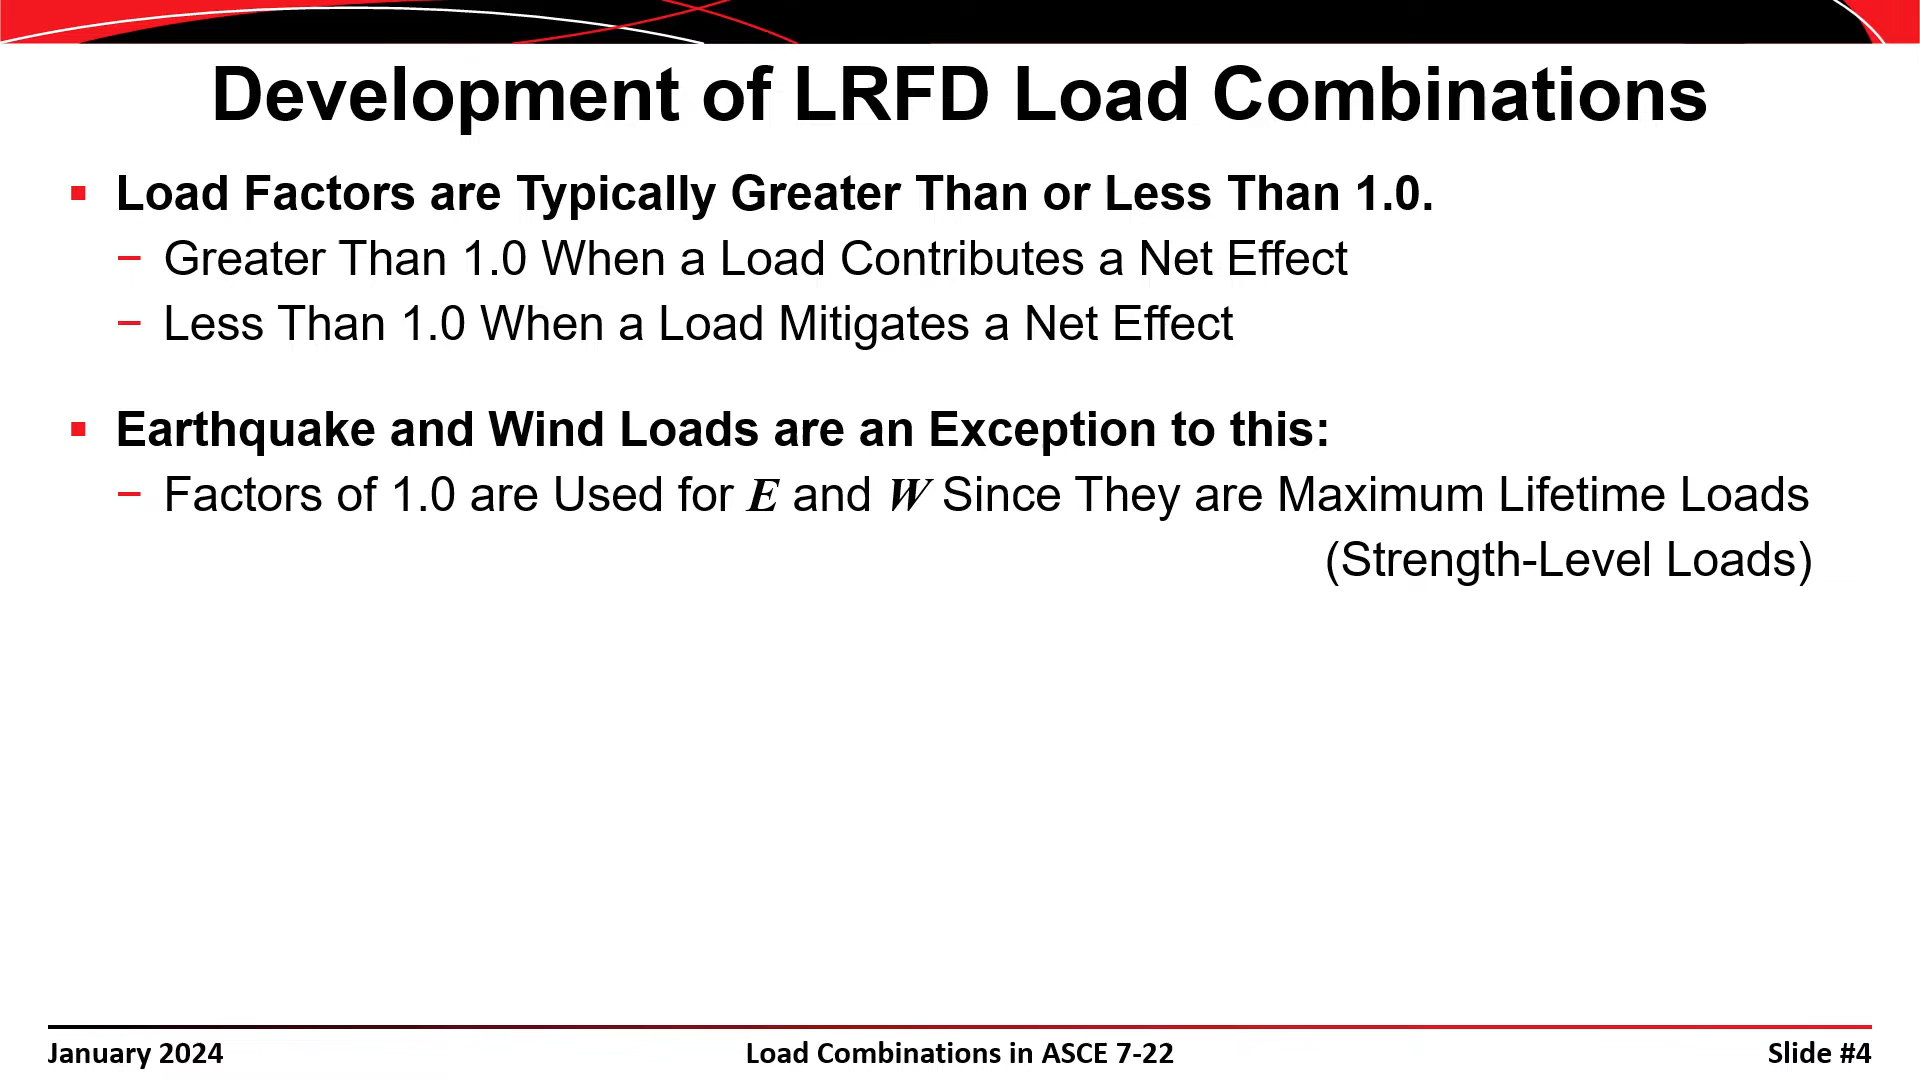 Development of LRFD Load Combinations
▪ Load Factors are Typically Greater Than or Less Than 1.0.
− Greater Than 1.0 When a Load Contributes a Net Effect
− Less Than 1.0 When a Load Mitigates a Net Effect
▪ Earthquake and Wind Loads are an Exception to this:
− Factors of 1.0 are Used for E and W Since They are Maximum Lifetime Loads
(Strength-Level Loads)
January 2024
Load Combinations in ASCE 7-22
Slide #4